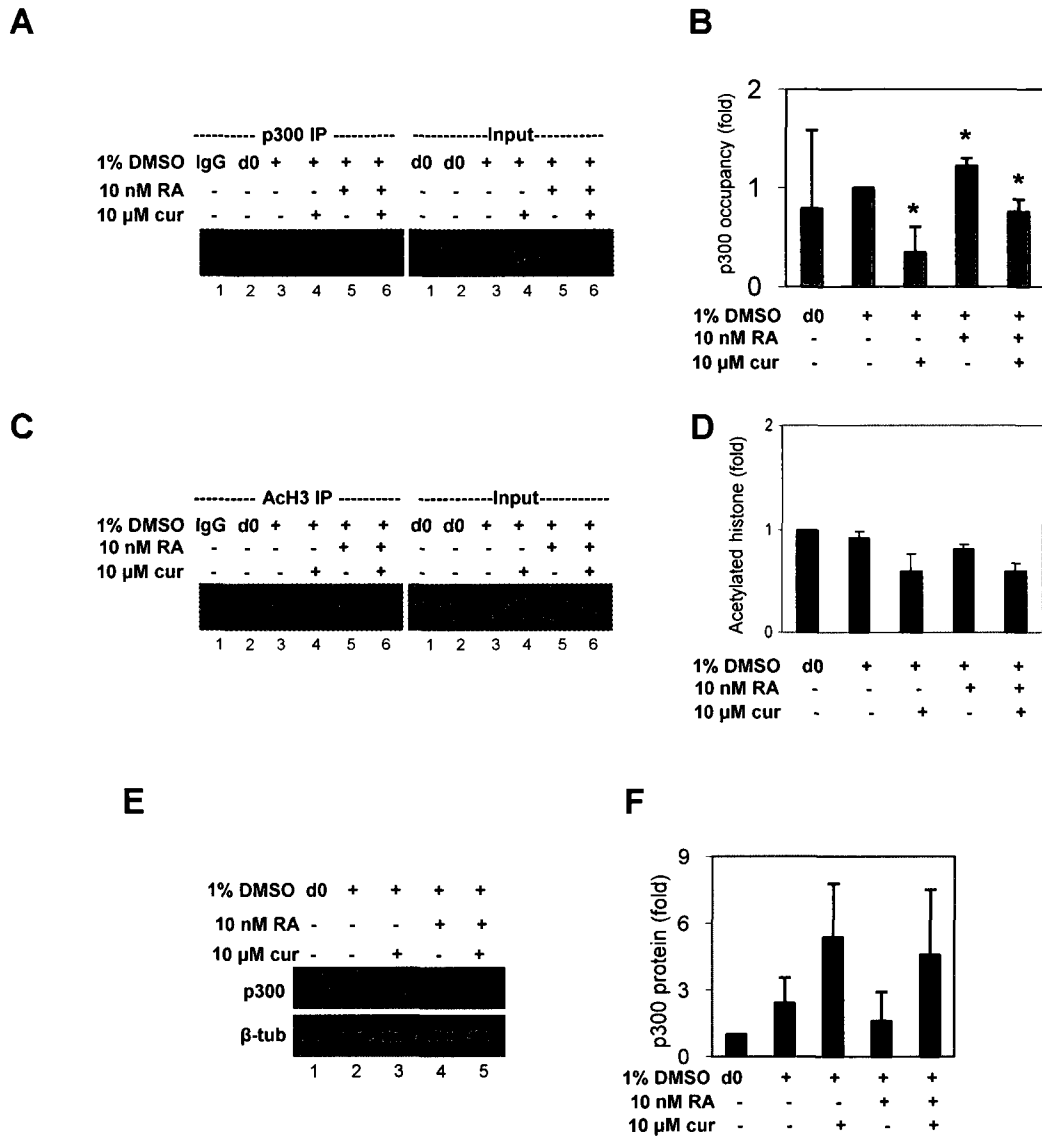 A
---------- p300 IP ----------- ----------Input----------
1% DMSO IgG d0 + + + + d0 d0 + + + +
10 nM RA - - - - + + - - - - + +
10 µM cur - - - + - + - - - + - +
1 2 3 4 5 6 1 2 3 4 5 6
B
p300 occupancy (fold)
2
1
0
* * *
1% DMSO d0 + + + +
10 nM RA - - - + +
10 µM cur - - + - +
C
---------- AcH3 IP ----------- ----------Input----------
1% DMSO IgG d0 + + + + d0 d0 + + + +
10 nM RA - - - - + + - - - - + +
10 µM cur - - - + - + - - - + - +
1 2 3 4 5 6 1 2 3 4 5 6
D
Acetylated histone (fold)
2
1
0
1% DMSO d0 + + + +
10 nM RA - - - + +
10 µM cur - - + - +
E
1% DMSO d0 + + + +
10 nM RA - - - + +
10 µM cur - - + - +
p300
β-tub
1 2 3 4 5
F
p300 protein (fold)
9
6
3
0
1% DMSO d0 + + + +
10 nM RA - - - + +
10 µM cur - - + - +